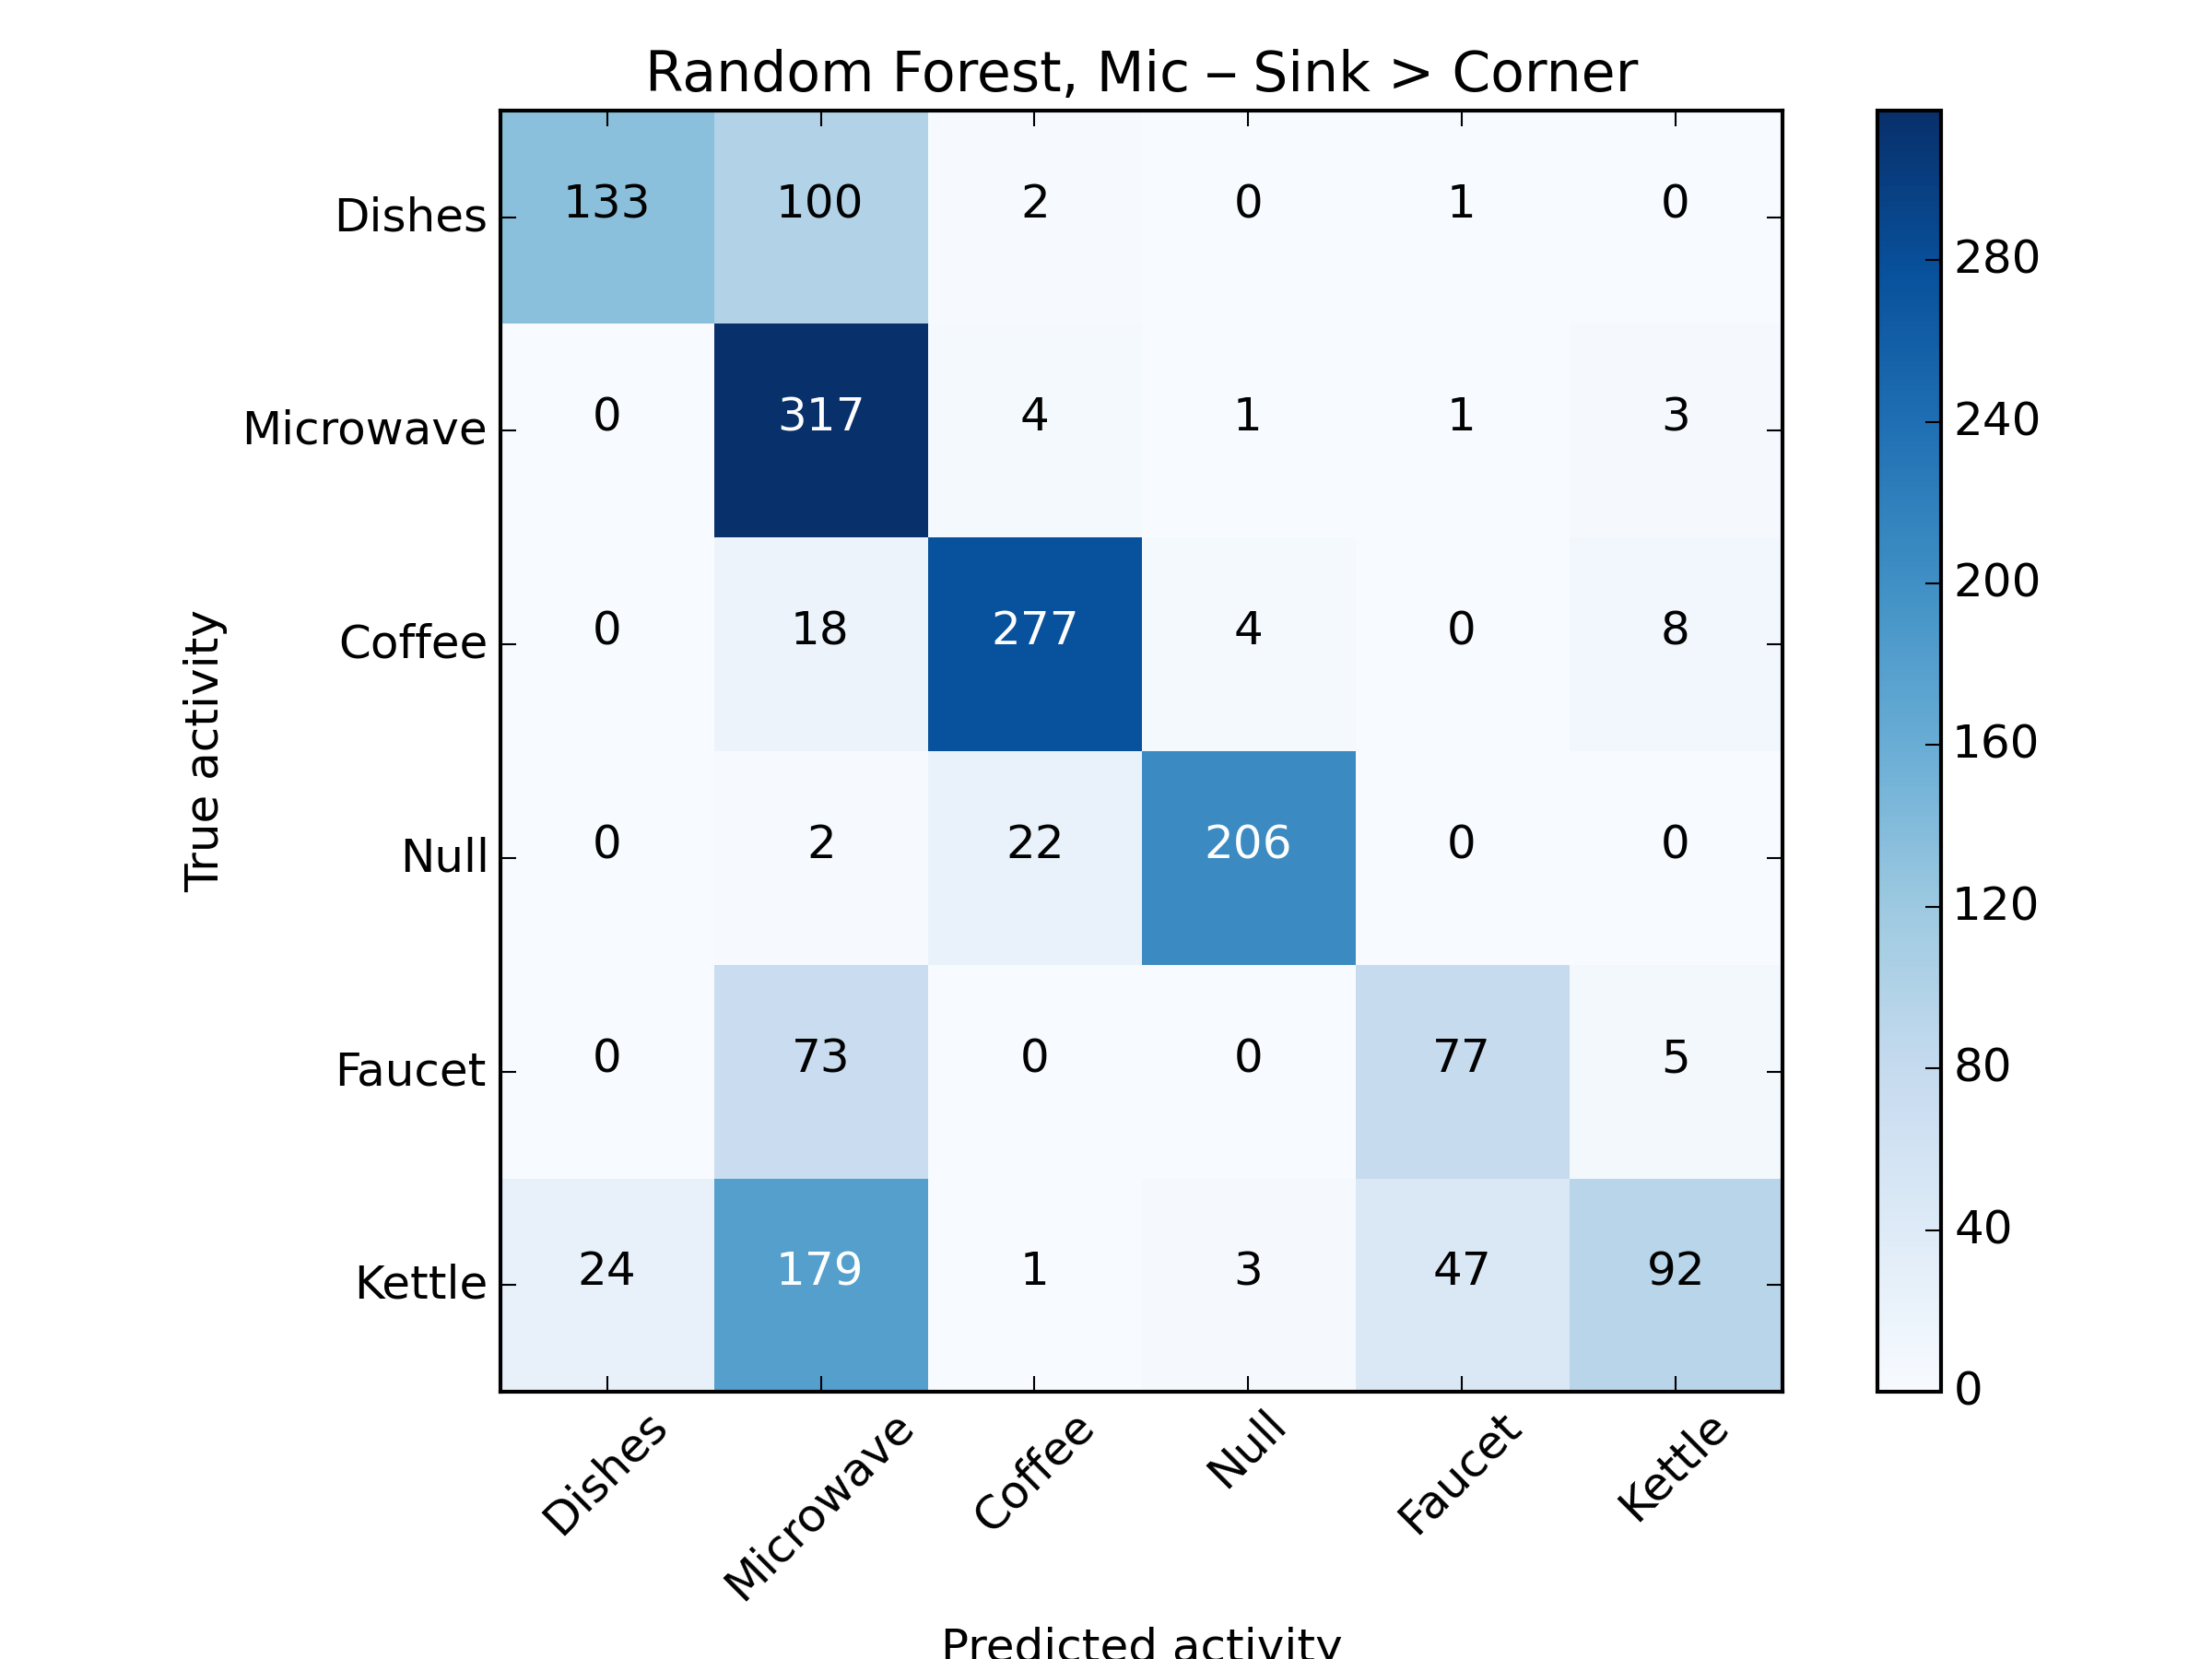 Random Forest, Mic – Sink > Corner
Dishes 133 100 2 0 1 0
Microwave 0 317 4 1 1 3
Coffee 0 18 277 4 0 8
Null 0 2 22 206 0 0
Faucet 0 73 0 0 77 5
Kettle 24 179 1 3 47 92
True activity
Dishes Microwave Coffee Null Faucet Kettle
Predicted activity
280
240
200
160
120
80
40
0